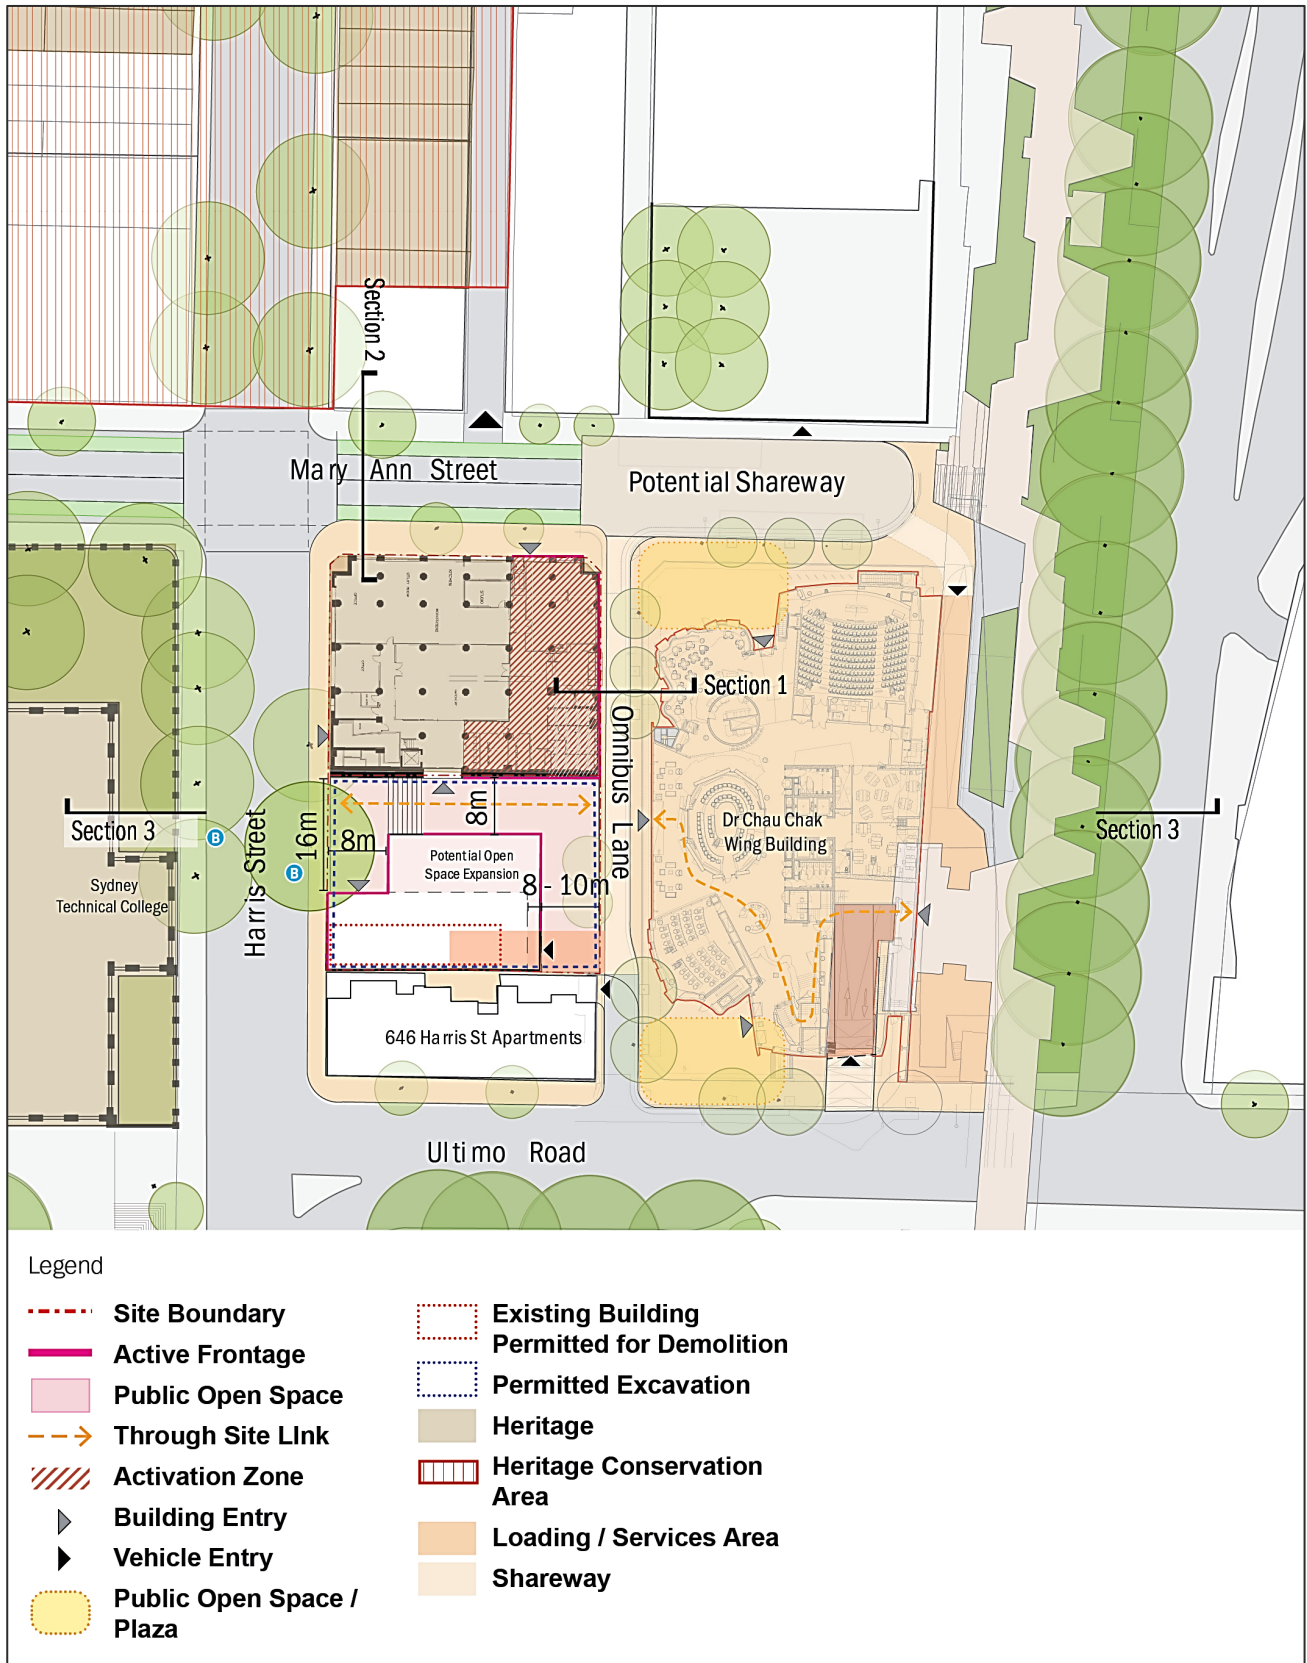 Section 2
Mary Ann Street
Potential Shareway
Section 1
Omnibus Lane
8m
16m
8m
Potential Open
Space Expansion
8 - 10m
Dr Chau Chak
Wing Building
Section 3
Section 3
B
B
Harris Street
Sydney
Technical College
646 Harris St Apartments
Ultimo Road
Legend
Site Boundary
Active Frontage
Public Open Space
Through Site LInk
Activation Zone
Building Entry
Vehicle Entry
Public Open Space /
Plaza
Existing Building
Permitted for Demolition
Permitted Excavation
Heritage
Heritage Conservation
Area
Loading / Services Area
Shareway